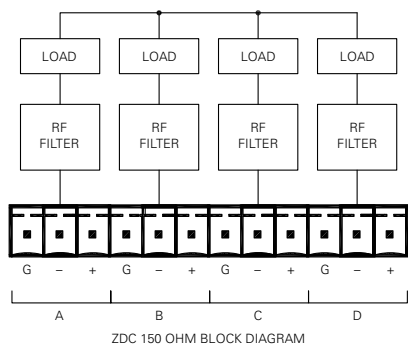 LOAD LOAD LOAD LOAD
RF FILTER RF FILTER RF FILTER RF FILTER
G – + G – + G – + G – +
A B C D
ZDC 150 OHM BLOCK DIAGRAM